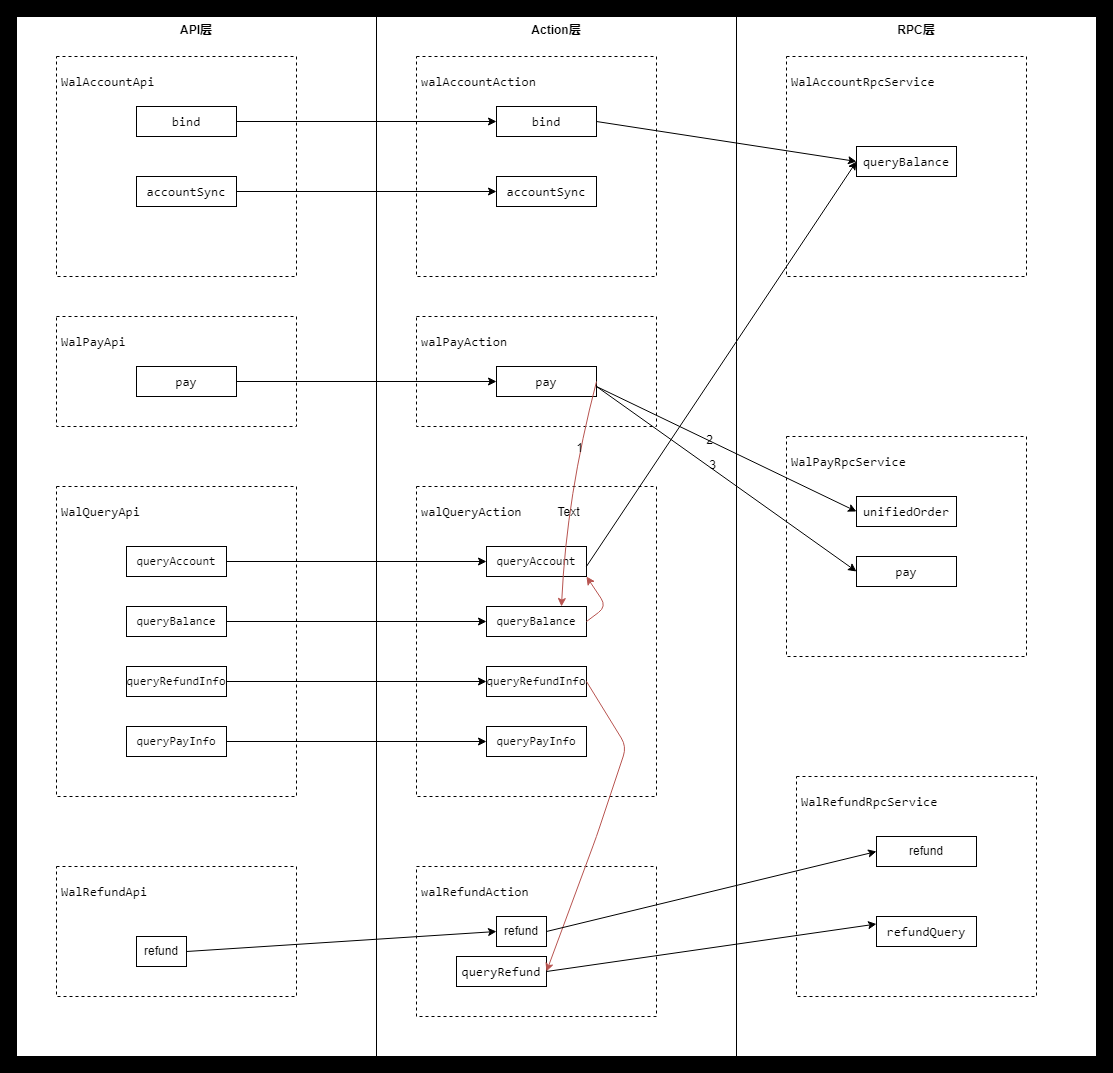 API层
Action层
RPC层
WalAccountApi
walAccountAction
WalAccountRpcService
bind
bind
queryBalance
accountSync
accountSync
WalPayApi
walPayAction
pay
pay
1
2
3
WalPayRpcService
unifiedOrder
pay
WalQueryApi
walQueryAction
Text
queryAccount
queryAccount
queryBalance
queryBalance
queryRefundInfo
queryRefundInfo
queryPayInfo
queryPayInfo
WalRefundRpcService
refund
refundQuery
WalRefundApi
walRefundAction
refund
refund
queryRefund